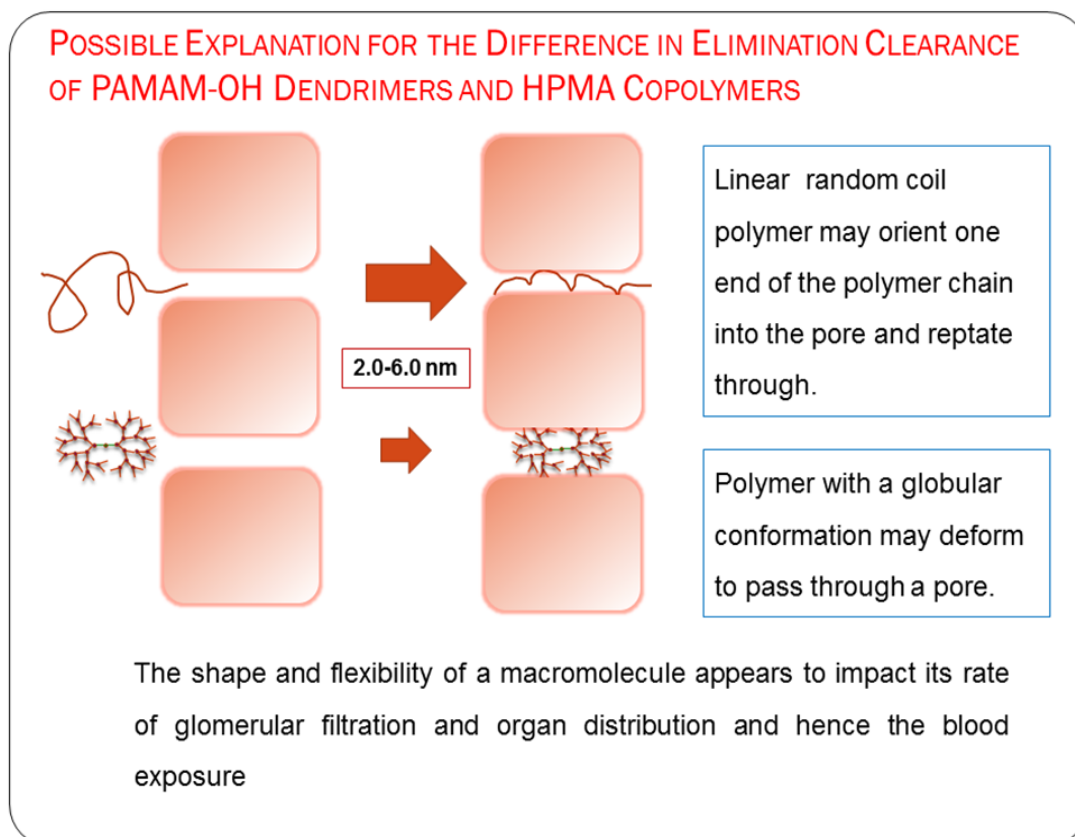 POSSIBLE EXPLANATION FOR THE DIFFERENCE IN ELIMINATION CLEARANCE
OF PAMAM-OH DENDRIMERS AND HPMA COPOLYMERS
Linear random coil
polymer may orient one
end of the polymer chain
into the pore and reptate
through.
2.0-6.0 nm
Polymer with a globular
conformation may deform
to pass through a pore.
The shape and flexibility of a macromolecule appears to impact its rate
of glomerular filtration and organ distribution and hence the blood
exposure